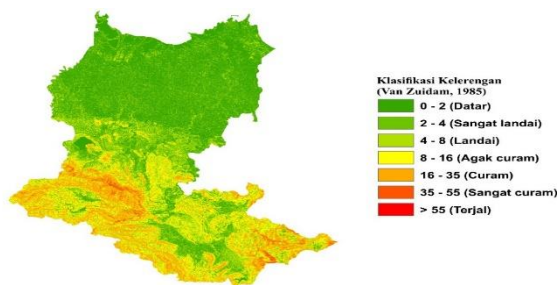 Klasifikasi Kelerengan
(Van Zuidam, 1985)
0 - 2 (Datar)
2 - 4 (Sangat landai)
4 - 8 (Landai)
8 - 16 (Agak curam)
16 - 35 (Curam)
35 - 55 (Sangat curam)
> 55 (Terjal)